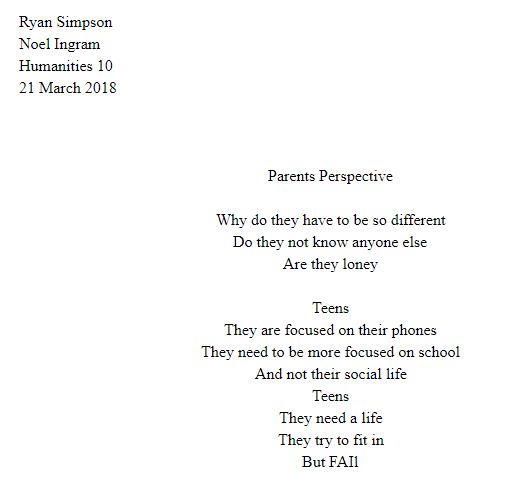 Ryan Simpson
Noel Ingram
Humanities 10
21 March 2018
Parents Perspective
Why do they have to be so different
Do they not know anyone else
Are they loney
Teens
They are focused on their phones
They need to be more focused on school
And not their social life
Teens
They need a life
They try to fit in
But FAIl